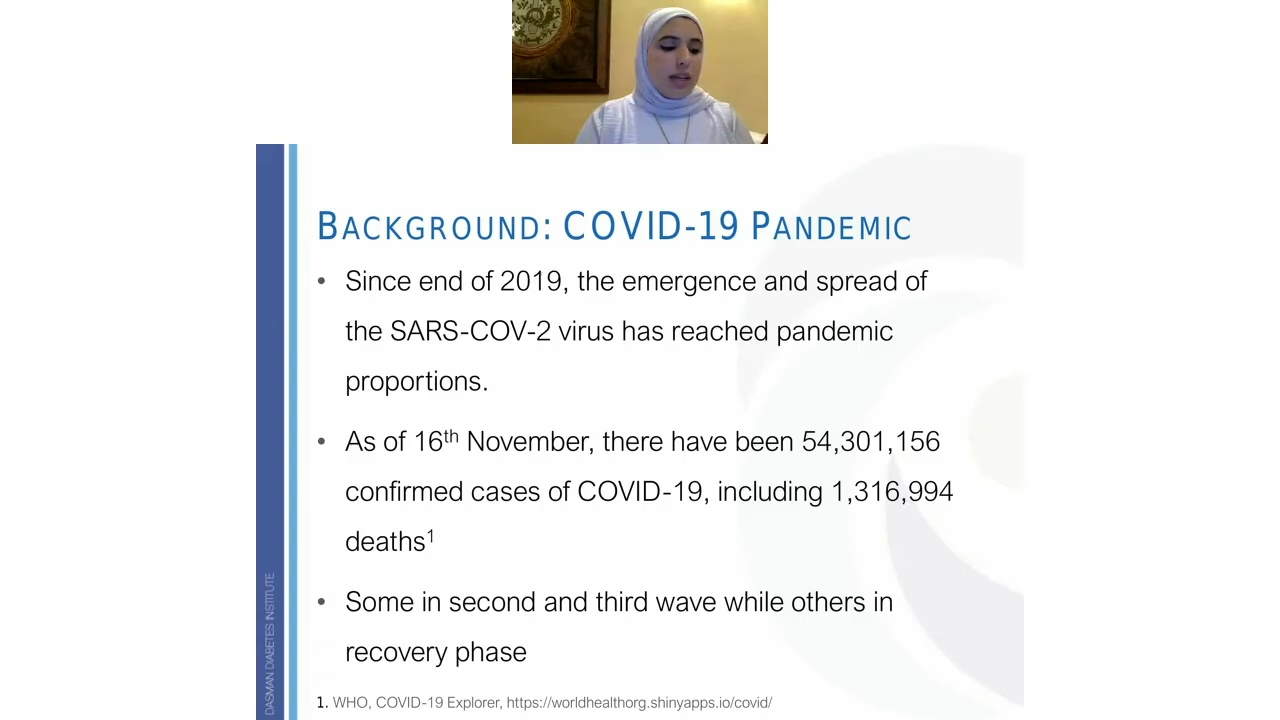 BACKGROUND: COVID-19 PANDEMIC
• Since end of 2019, the emergence and spread of
the SARS-COV-2 virus has reached pandemic
proportions.
• As of 16th November, there have been 54,301,156
confirmed cases of COVID-19, including 1,316,994
deaths1
• Some in second and third wave while others in
recovery phase
1. WHO, COVID-19 Explorer, https://worldhealthorg.shinyapps.io/covid/
DASMAN DIABETES INSTITUTE